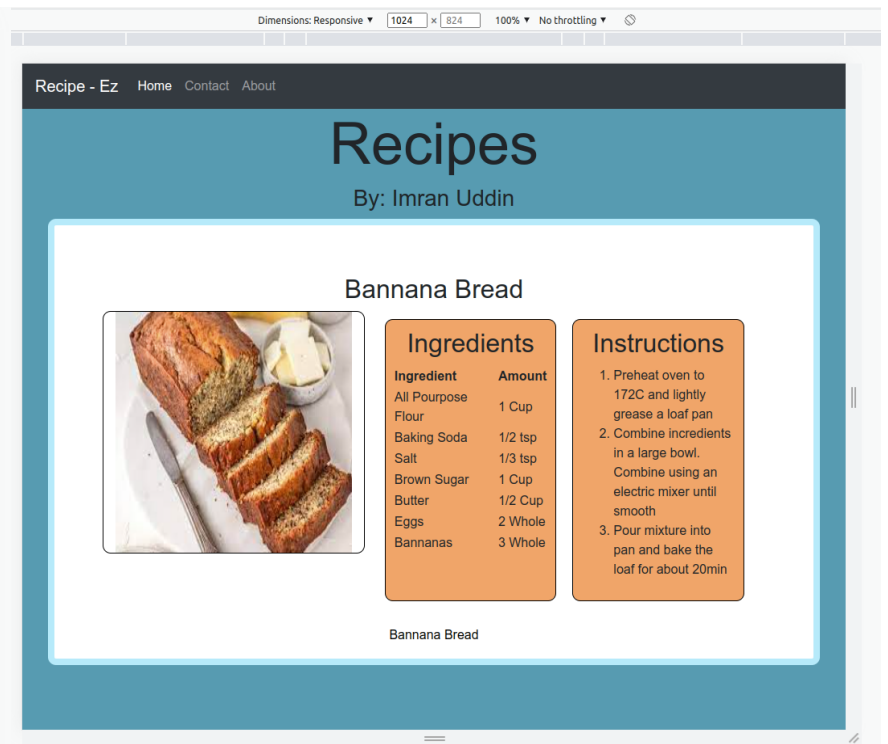 Dimensions: Responsive ▼ 1024 × 824 100% ▼ No throttling ▼
Recipe - Ez Home Contact About
Recipes
By: Imran Uddin
Bannana Bread
Ingredients
Ingredient Amount
All Pourpose
Flour
1 Cup
Baking Soda 1/2 tsp
Salt 1/3 tsp
Brown Sugar 1 Cup
Butter 1/2 Cup
Eggs 2 Whole
Bannanas 3 Whole
Instructions
1. Preheat oven to
172C and lightly
grease a loaf pan
2. Combine incredients
in a large bowl.
Combine using an
electric mixer until
smooth
3. Pour mixture into
pan and bake the
loaf for about 20min
Bannana Bread